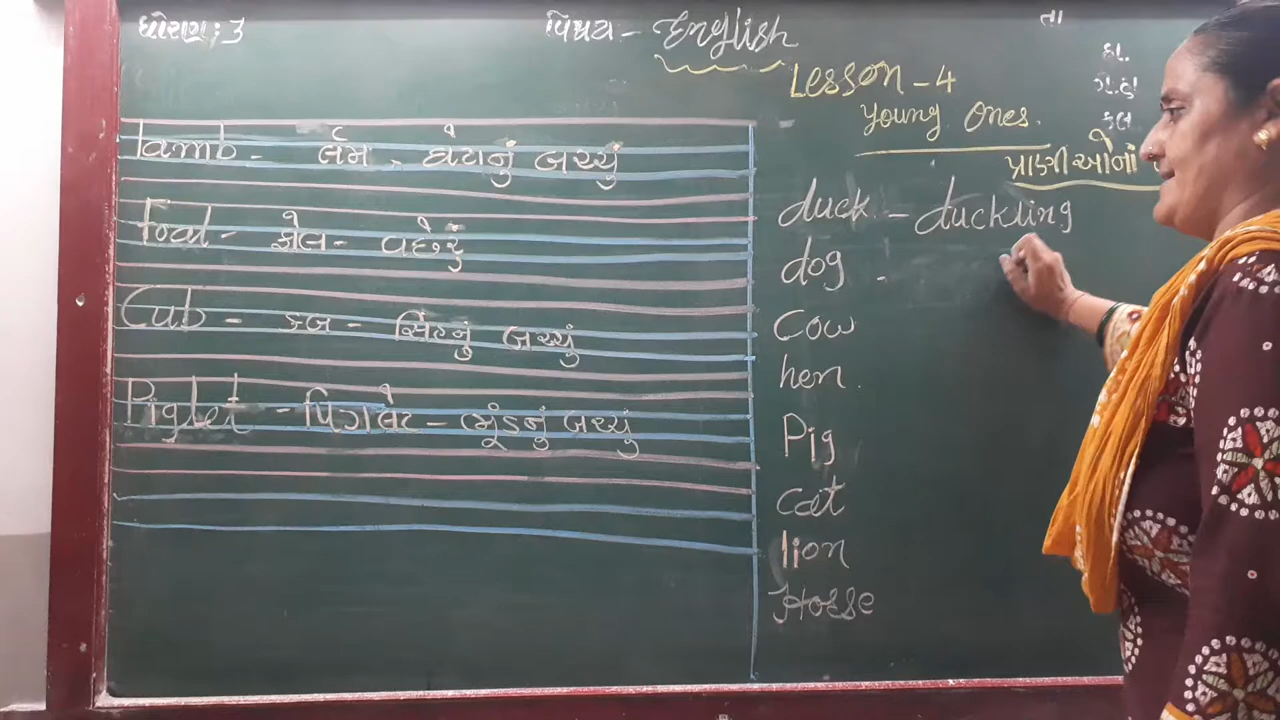 ધોરણ : 3
વિષય - English
તા
Lesson - 4
Young Ones.
પ્રાણીઓનાં
lamb - લેમ - ઘેટાનું બચ્ચું
Foal - ફોલ - વછેરું
Cub - કબ - સિંહનું બચ્ચું
Piglet - પિગલેટ - ભૂંડનું બચ્ચું
duck - duckling
dog -
Cow
hen.
Pig
cat
lion
Horse